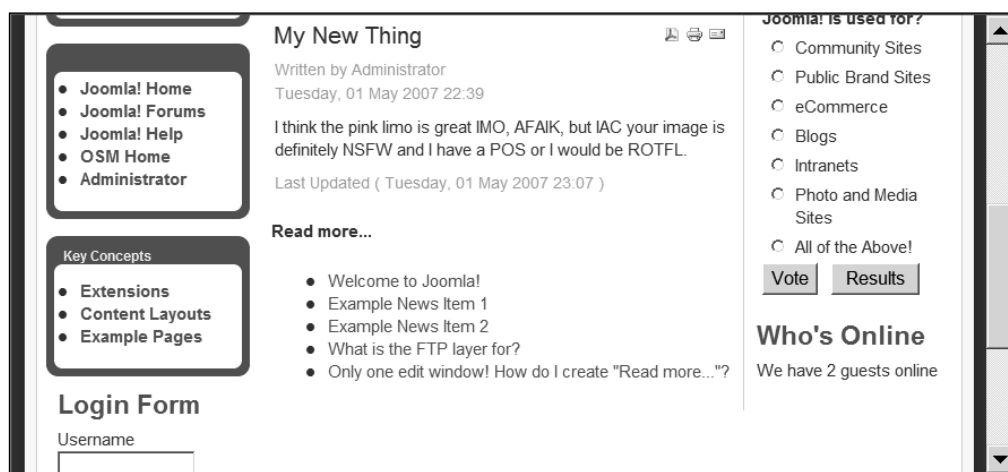 Joomla! Home
Joomla! Forums
Joomla! Help
OSM Home
Administrator
Key Concepts
Extensions
Content Layouts
Example Pages
Login Form
Username
My New Thing
Written by Administrator
Tuesday, 01 May 2007 22:39
I think the pink limo is great IMO, AFAIK, but IAC your image is
definitely NSFW and I have a POS or I would be ROTFL.
Last Updated ( Tuesday, 01 May 2007 23:07 )
Read more...
Welcome to Joomla!
Example News Item 1
Example News Item 2
What is the FTP layer for?
Only one edit window! How do I create "Read more..."?
Joomla! is used for?
Community Sites
Public Brand Sites
eCommerce
Blogs
Intranets
Photo and Media
Sites
All of the Above!
Vote Results
Who's Online
We have 2 guests online